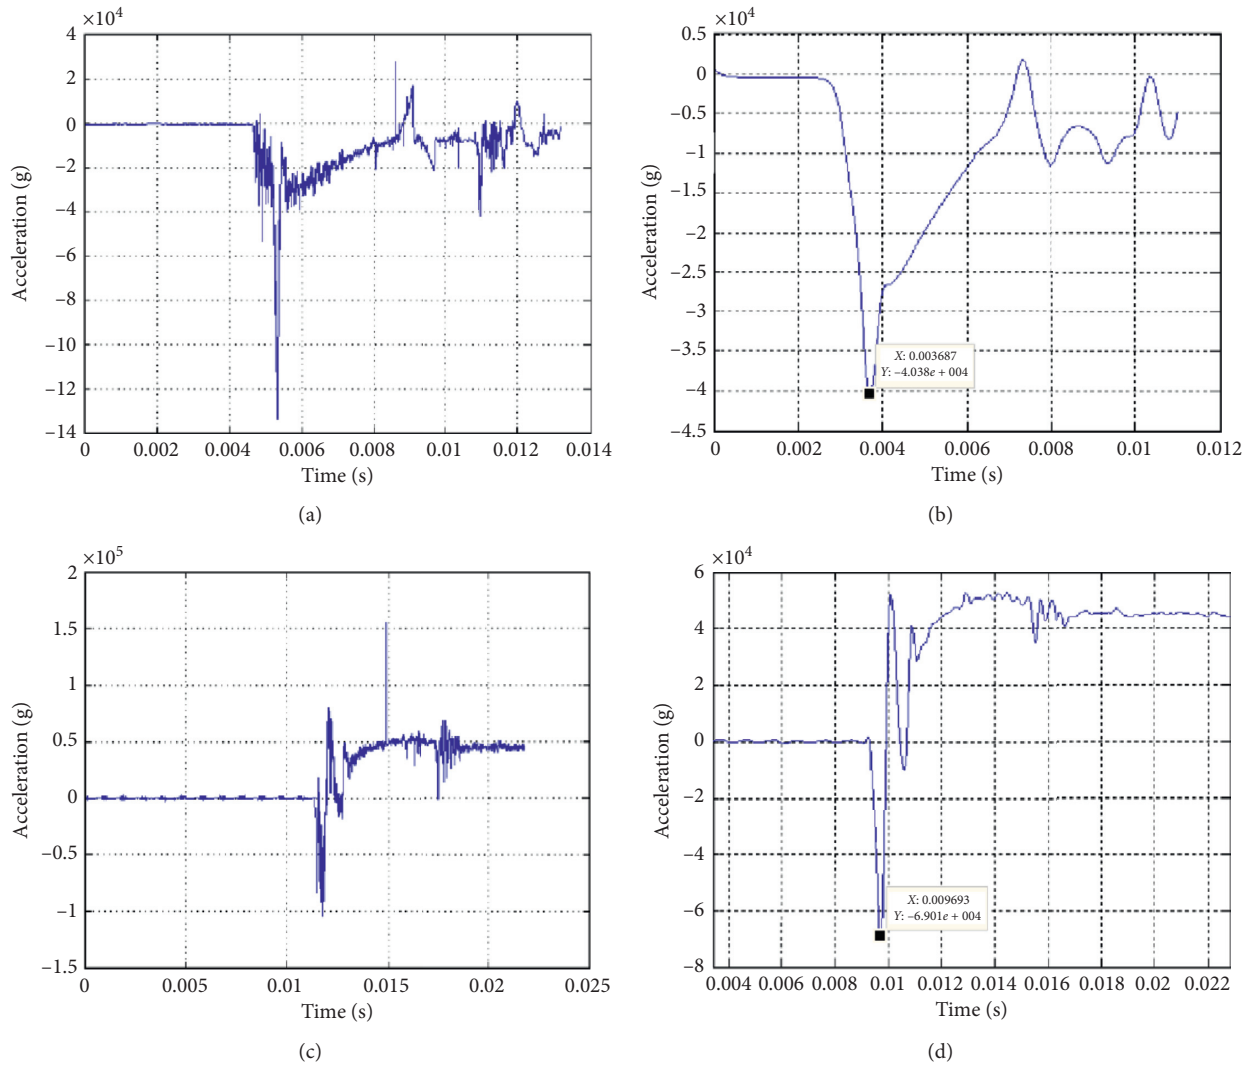 ×10⁴
4
2
0
−2
−4
−6
−8
−10
−12
−14
Acceleration (g)
0 0.002 0.004 0.006 0.008 0.01 0.012 0.014
Time (s)
(a)
×10⁴
0.5
0
−0.5
−1
−1.5
−2
−2.5
−3
−3.5
−4
−4.5
Acceleration (g)
X: 0.003687
Y: −4.038e + 004
0 0.002 0.004 0.006 0.008 0.01 0.012
Time (s)
(b)
×10⁵
2
1.5
1
0.5
0
−0.5
−1
−1.5
Acceleration (g)
0 0.005 0.01 0.015 0.02 0.025
Time (s)
(c)
×10⁴
6
4
2
0
−2
−4
−6
−8
Acceleration (g)
X: 0.009693
Y: −6.901e + 004
0.004 0.006 0.008 0.01 0.012 0.014 0.016 0.018 0.02 0.022
Time (s)
(d)